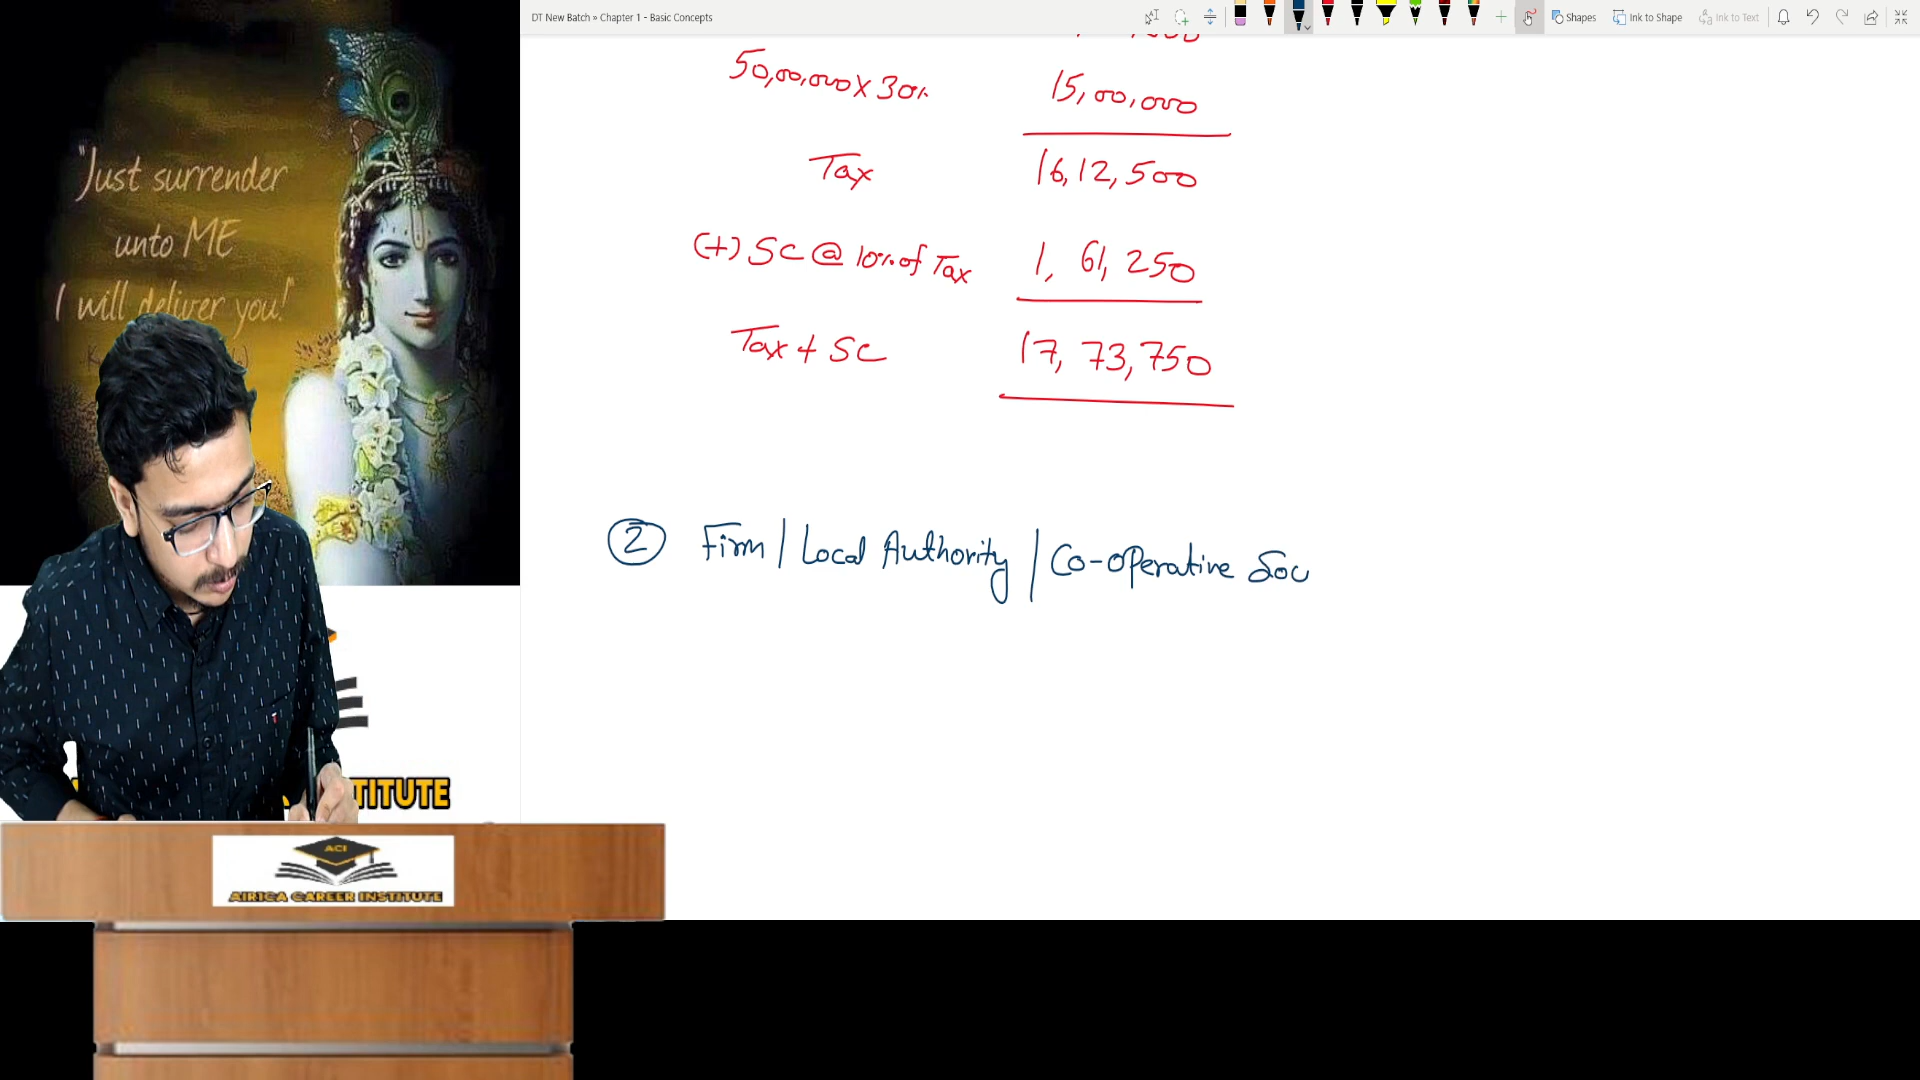 DT New Batch » Chapter 1 - Basic Concepts
Shapes
Ink to Shape
Ink to Text
50,00,000 X 30% 15,00,000
Tax 16,12,500
(+) SC @ 10% of Tax 1,61,250
Tax + SC 17,73,750
② Firm / Local Authority / Co-operative Soc
"Just surrender
unto ME
I will deliver you!"
TITUTE
ACI
AIRICA CAREER INSTITUTE